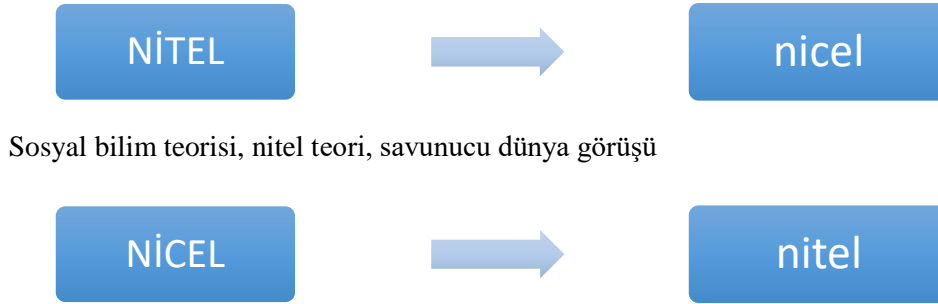 NİTEL nicel
Sosyal bilim teorisi, nitel teori, savunucu dünya görüşü
NİCEL nitel